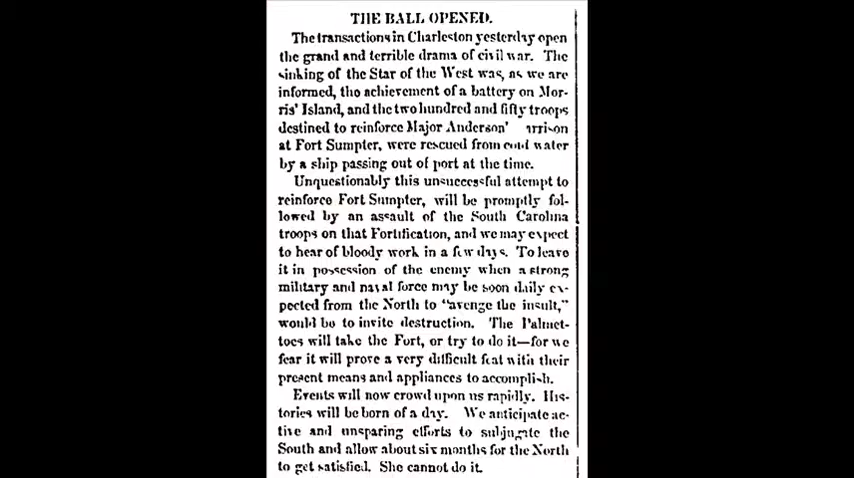 THE BALL OPENED.
The transactions in Charleston yesterday open
the grand and terrible drama of civil war. The
sinking of the Star of the West was, as we are
informed, the achievement of a battery on Mor-
ris' Island, and the two hundred and fifty troops
destined to reinforce Major Anderson'
at Fort Sumpter, were rescued from cold water
by a ship passing out of port at the time.
Unquestionably this unsuccessful attempt to
reinforce Fort Sumpter, will be promptly fol-
lowed by an assault of the South Carolina
troops on that Fortification, and we may expect
to hear of bloody work in a few days. To leave
it in possession of the enemy when a strong
military and naval force may be soon daily ex-
pected from the North to "avenge the insult,"
would be to invite destruction. The Palmet-
toes will take the Fort, or try to do it—for we
fear it will prove a very difficult feat with their
present means and appliances to accomplish.
Events will now crowd upon us rapidly. His-
tories will be born of a day. We anticipate ac-
tive and unsparing efforts to subjugate the
South and allow about six months for the North
to get satisfied. She cannot do it.